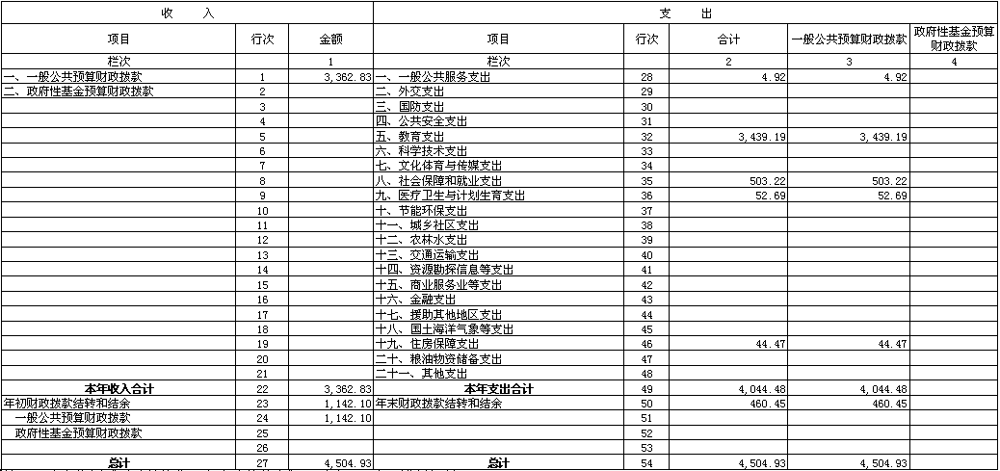 收 入 支 出
项目 行次 金额 项目 行次 合计 一般公共预算财政拨款 政府性基金预算财政拨款
栏次 1 栏次 2 3 4
一、一般公共预算财政拨款 1 3,362.83 一、一般公共服务支出 28 4.92 4.92
二、政府性基金预算财政拨款 2 二、外交支出 29
3 三、国防支出 30
4 四、公共安全支出 31
5 五、教育支出 32 3,439.19 3,439.19
6 六、科学技术支出 33
7 七、文化体育与传媒支出 34
8 八、社会保障和就业支出 35 503.22 503.22
9 九、医疗卫生与计划生育支出 36 52.69 52.69
10 十、节能环保支出 37
11 十一、城乡社区支出 38
12 十二、农林水支出 39
13 十三、交通运输支出 40
14 十四、资源勘探信息等支出 41
15 十五、商业服务业等支出 42
16 十六、金融支出 43
17 十七、援助其他地区支出 44
18 十八、国土海洋气象等支出 45
19 十九、住房保障支出 46 44.47 44.47
20 二十、粮油物资储备支出 47
21 二十一、其他支出 48
本年收入合计 22 3,362.83 本年支出合计 49 4,044.48 4,044.48
年初财政拨款结转和结余 23 1,142.10 年末财政拨款结转和结余 50 460.45 460.45
一般公共预算财政拨款 24 1,142.10 51
政府性基金预算财政拨款 25 52
26 53
总计 27 4,504.93 总计 54 4,504.93 4,504.93